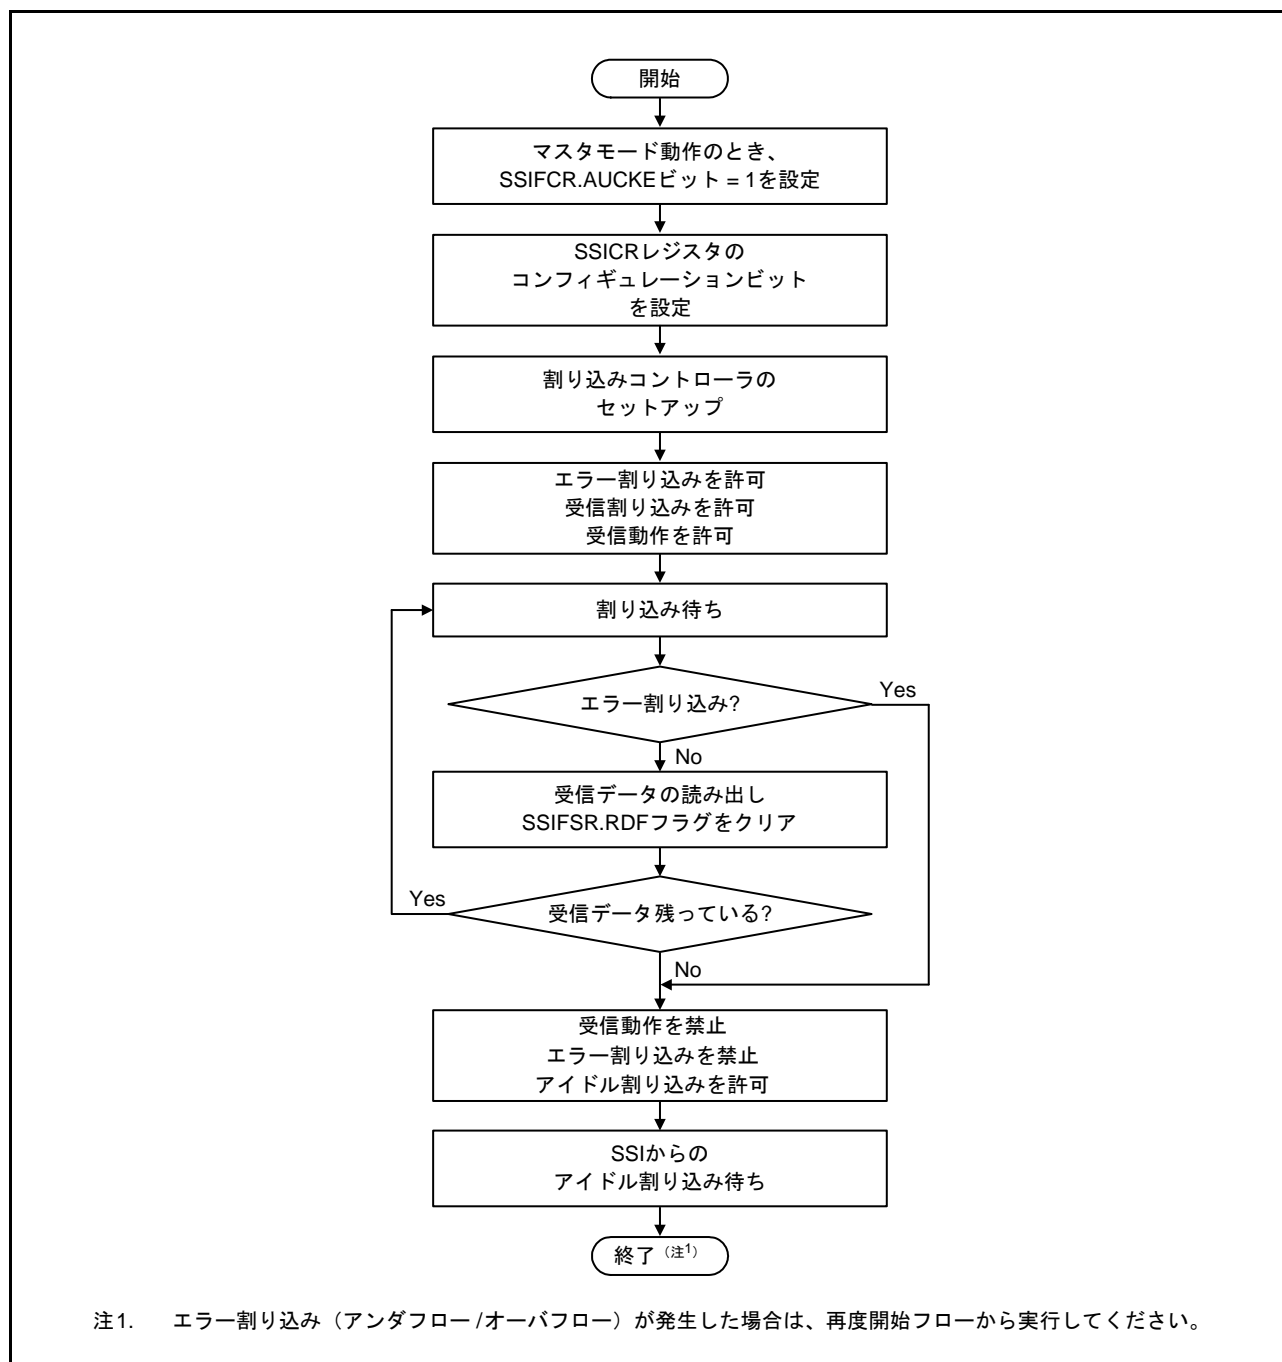 開始
マスタモード動作のとき、
SSIFCR.AUCKEビット = 1を設定
SSICRレジスタの
コンフィギュレーションビット
を設定
割り込みコントローラの
セットアップ
エラー割り込みを許可
受信割り込みを許可
受信動作を許可
割り込み待ち
エラー割り込み?
Yes
No
受信データの読み出し
SSIFSR.RDFフラグをクリア
Yes
受信データ残っている?
No
受信動作を禁止
エラー割り込みを禁止
アイドル割り込みを許可
SSIからの
アイドル割り込み待ち
終了（注1）
注1. エラー割り込み（アンダフロー/オーバフロー）が発生した場合は、再度開始フローから実行してください。